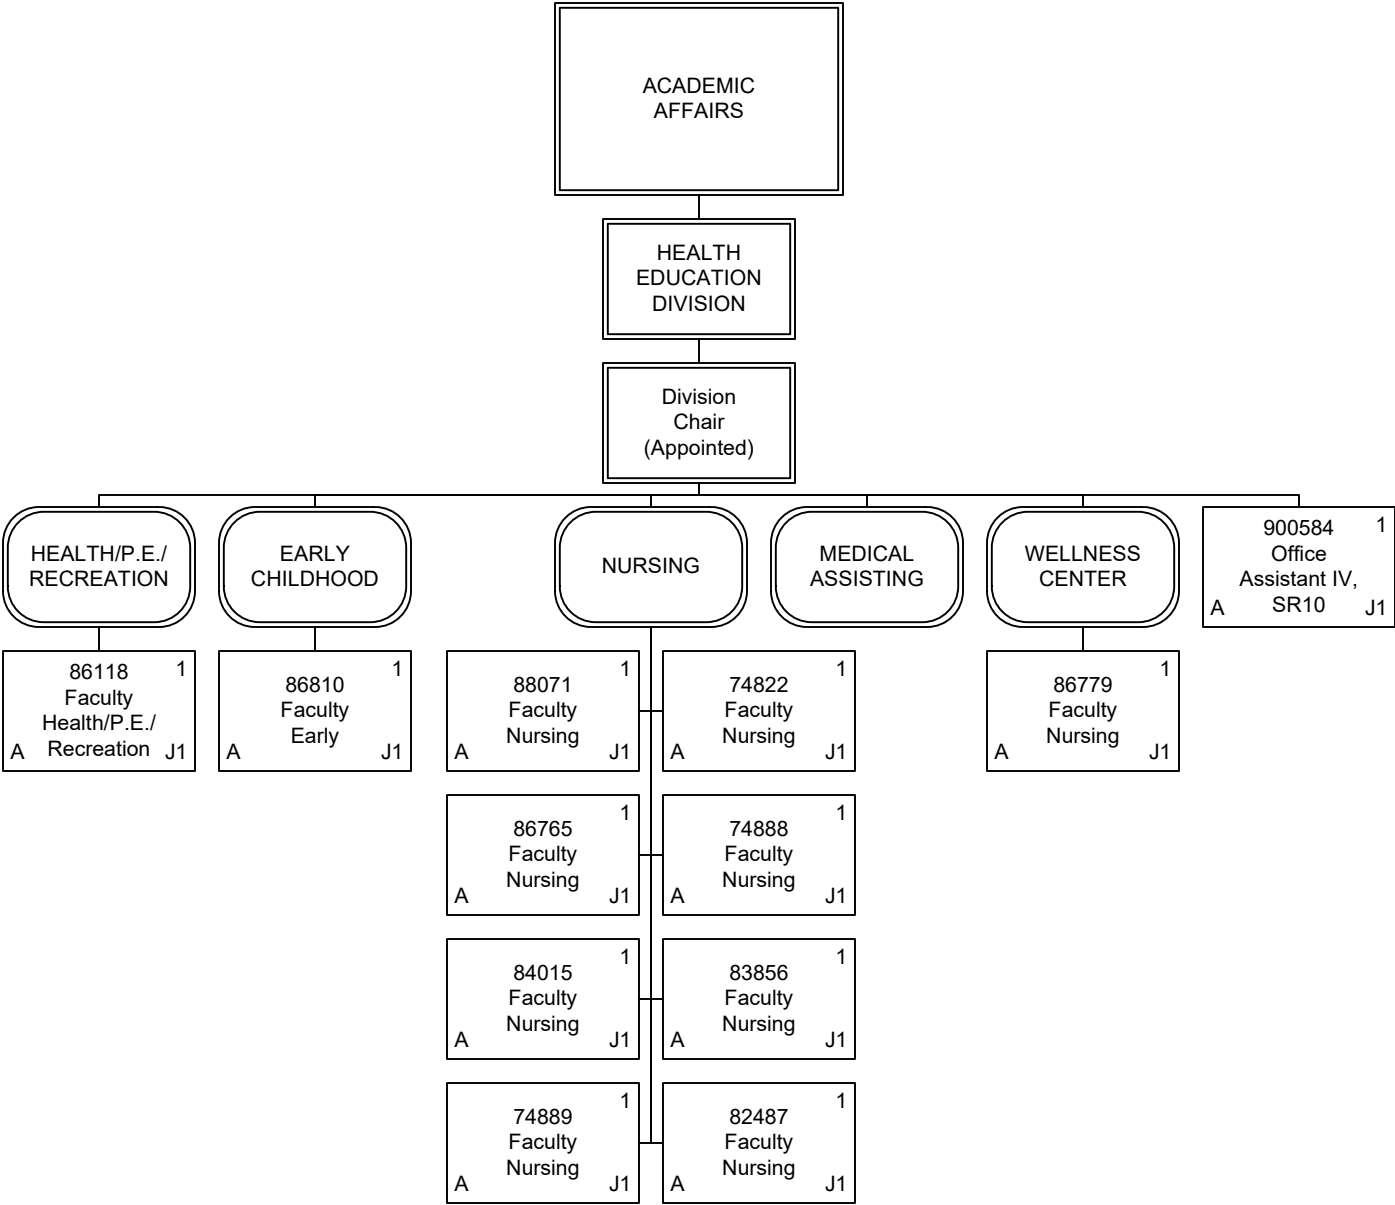 ACADEMIC
AFFAIRS
HEALTH
EDUCATION
DIVISION
Division
Chair
(Appointed)
HEALTH/P.E./
RECREATION
EARLY
CHILDHOOD
NURSING
MEDICAL
ASSISTING
WELLNESS
CENTER
900584 1
Office
Assistant IV,
A SR10 J1
86118 1
Faculty
Health/P.E./
A Recreation J1
1
86810
Faculty
Early
A J1
1
88071
Faculty
Nursing
A J1
1
74822
Faculty
Nursing
A J1
1
86779
Faculty
Nursing
A J1
1
86765
Faculty
Nursing
A J1
1
74888
Faculty
Nursing
A J1
1
84015
Faculty
Nursing
A J1
1
83856
Faculty
Nursing
A J1
1
74889
Faculty
Nursing
A J1
1
82487
Faculty
Nursing
A J1